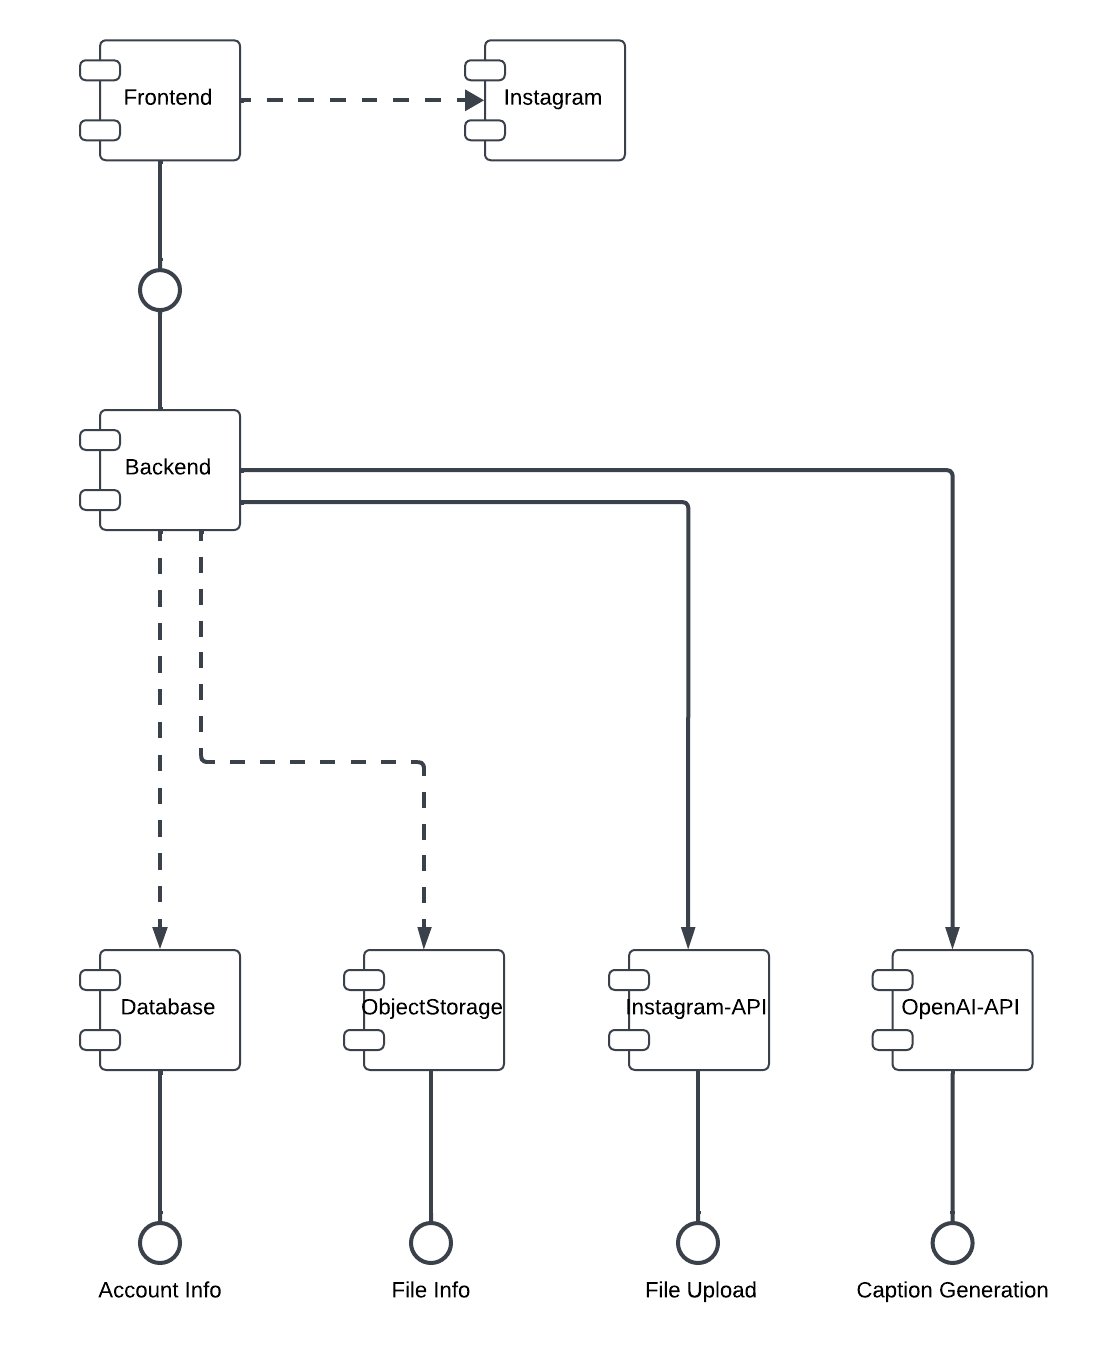 Frontend
Instagram
Backend
Database
ObjectStorage
Instagram-API
OpenAI-API
Account Info
File Info
File Upload
Caption Generation